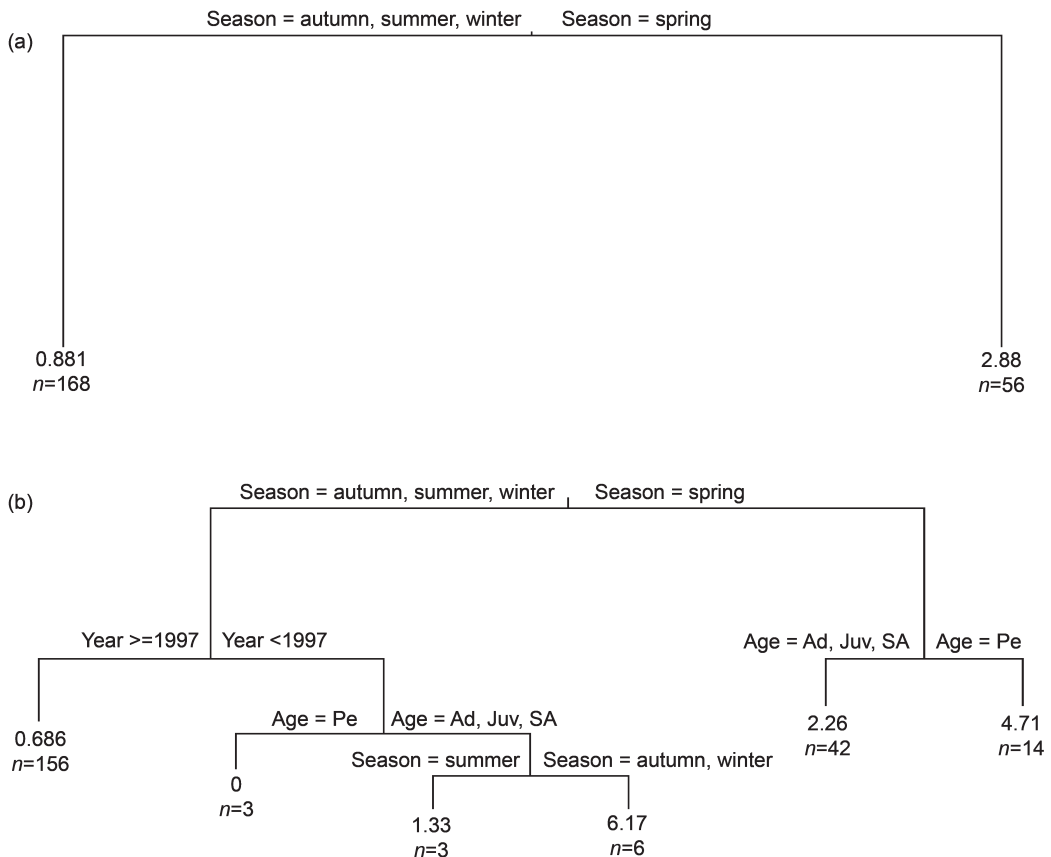 (a)
Season = autumn, summer, winter
Season = spring
0.881
n=168
2.88
n=56
(b)
Season = autumn, summer, winter
Season = spring
Year >=1997
Year <1997
Age = Ad, Juv, SA
Age = Pe
0.686
n=156
Age = Pe
Age = Ad, Juv, SA
2.26
n=42
4.71
n=14
0
n=3
Season = summer
Season = autumn, winter
1.33
n=3
6.17
n=6